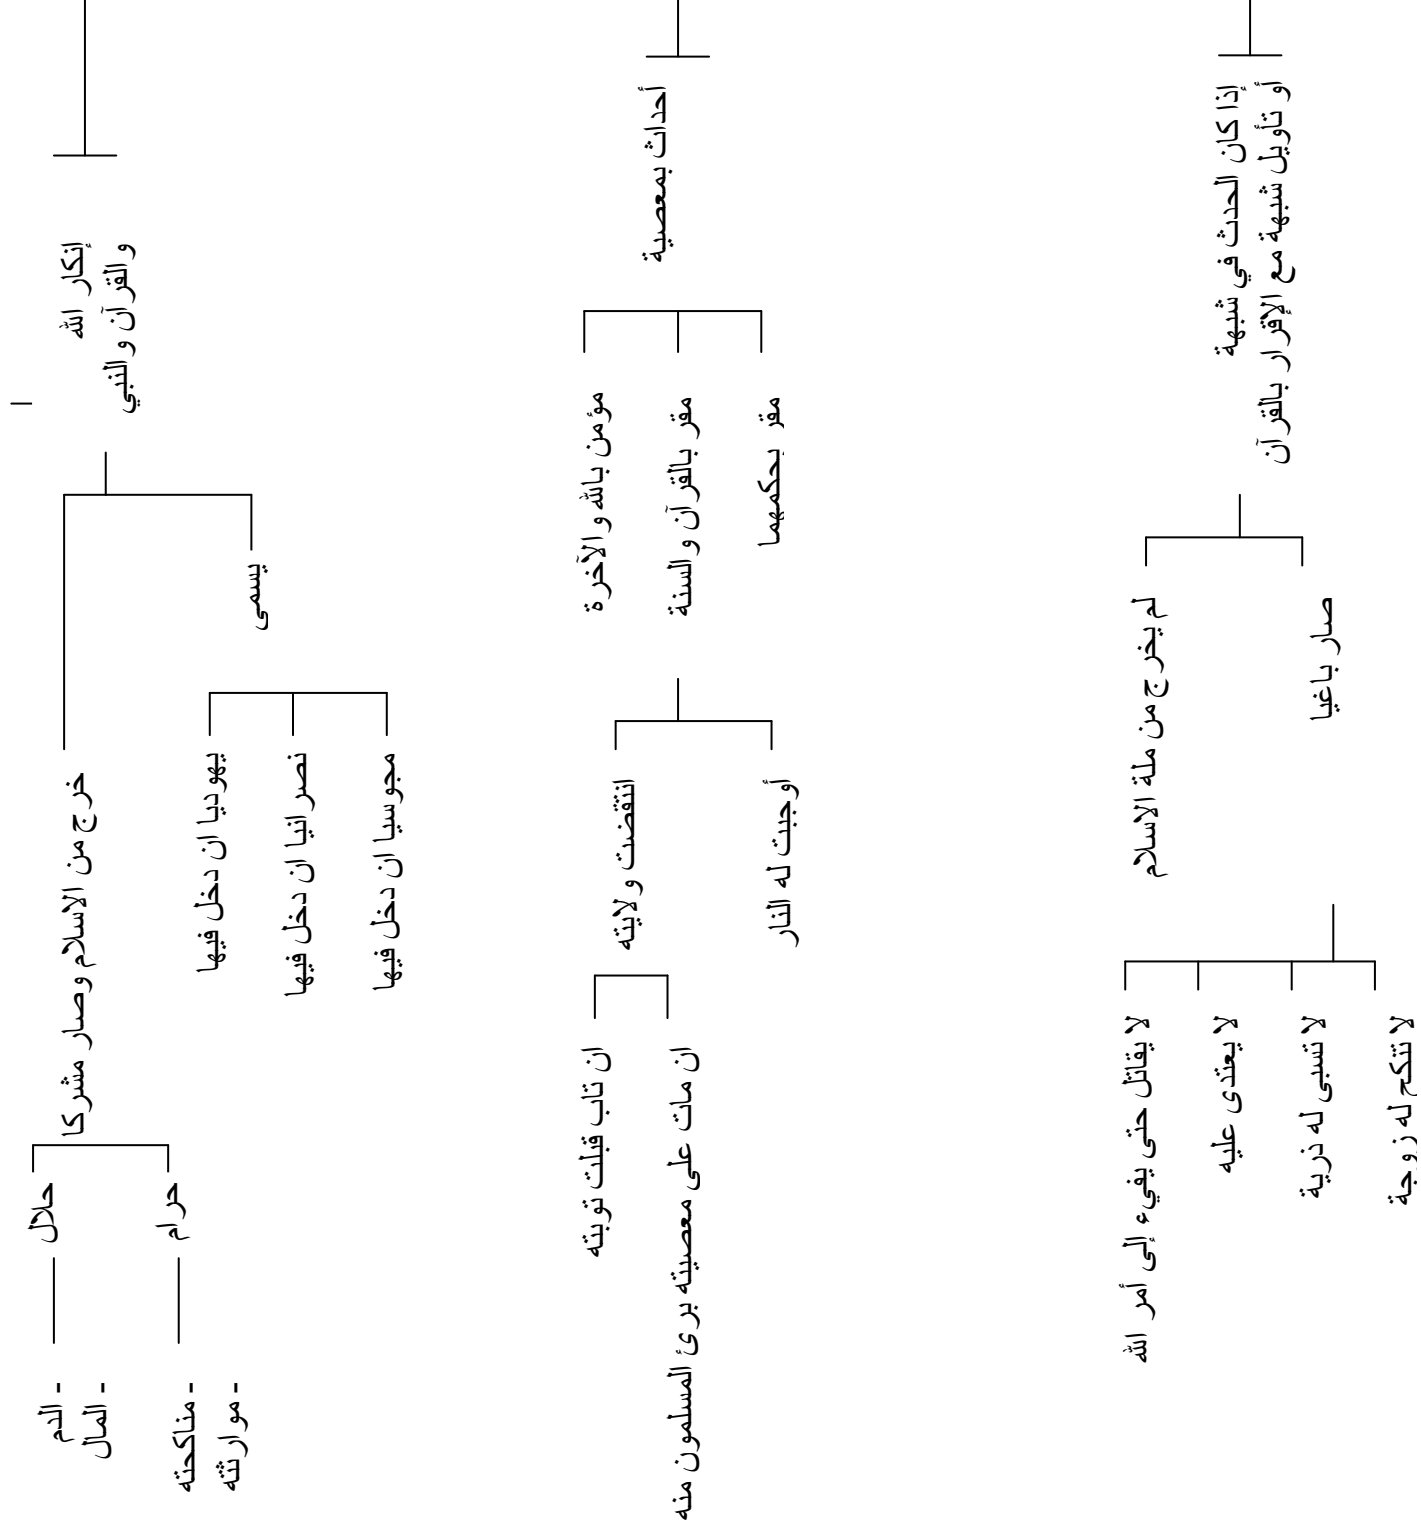 إذا كان الحدث في شبهة
أو تأويل شبهة مع الإقرار بالقرآن
لم يخرج من ملة الاسلام
صار باغيا
لا يقاتل حتى يفيء إلى أمر الله
لا يعتدى عليه
لا تسبى له ذرية
لا تنكح له زوجة
أحداث بمعصية
مؤمن بالله والآخرة
مقر بالقرآن والسنة
مقر بحكمهما
انتقضت ولايته
أوجبت له النار
ان تاب قبلت توبته
ان مات على معصيته برئ المسلمون منه
إنكار الله
والقرآن والنبي
ا
يسمى
خرج من الاسلام وصار مشركا
يهوديا ان دخل فيها
نصرانيا ان دخل فيها
مجوسيا ان دخل فيها
حلال
حرام
- الدم
- المال
- مناكحته
- موارثته